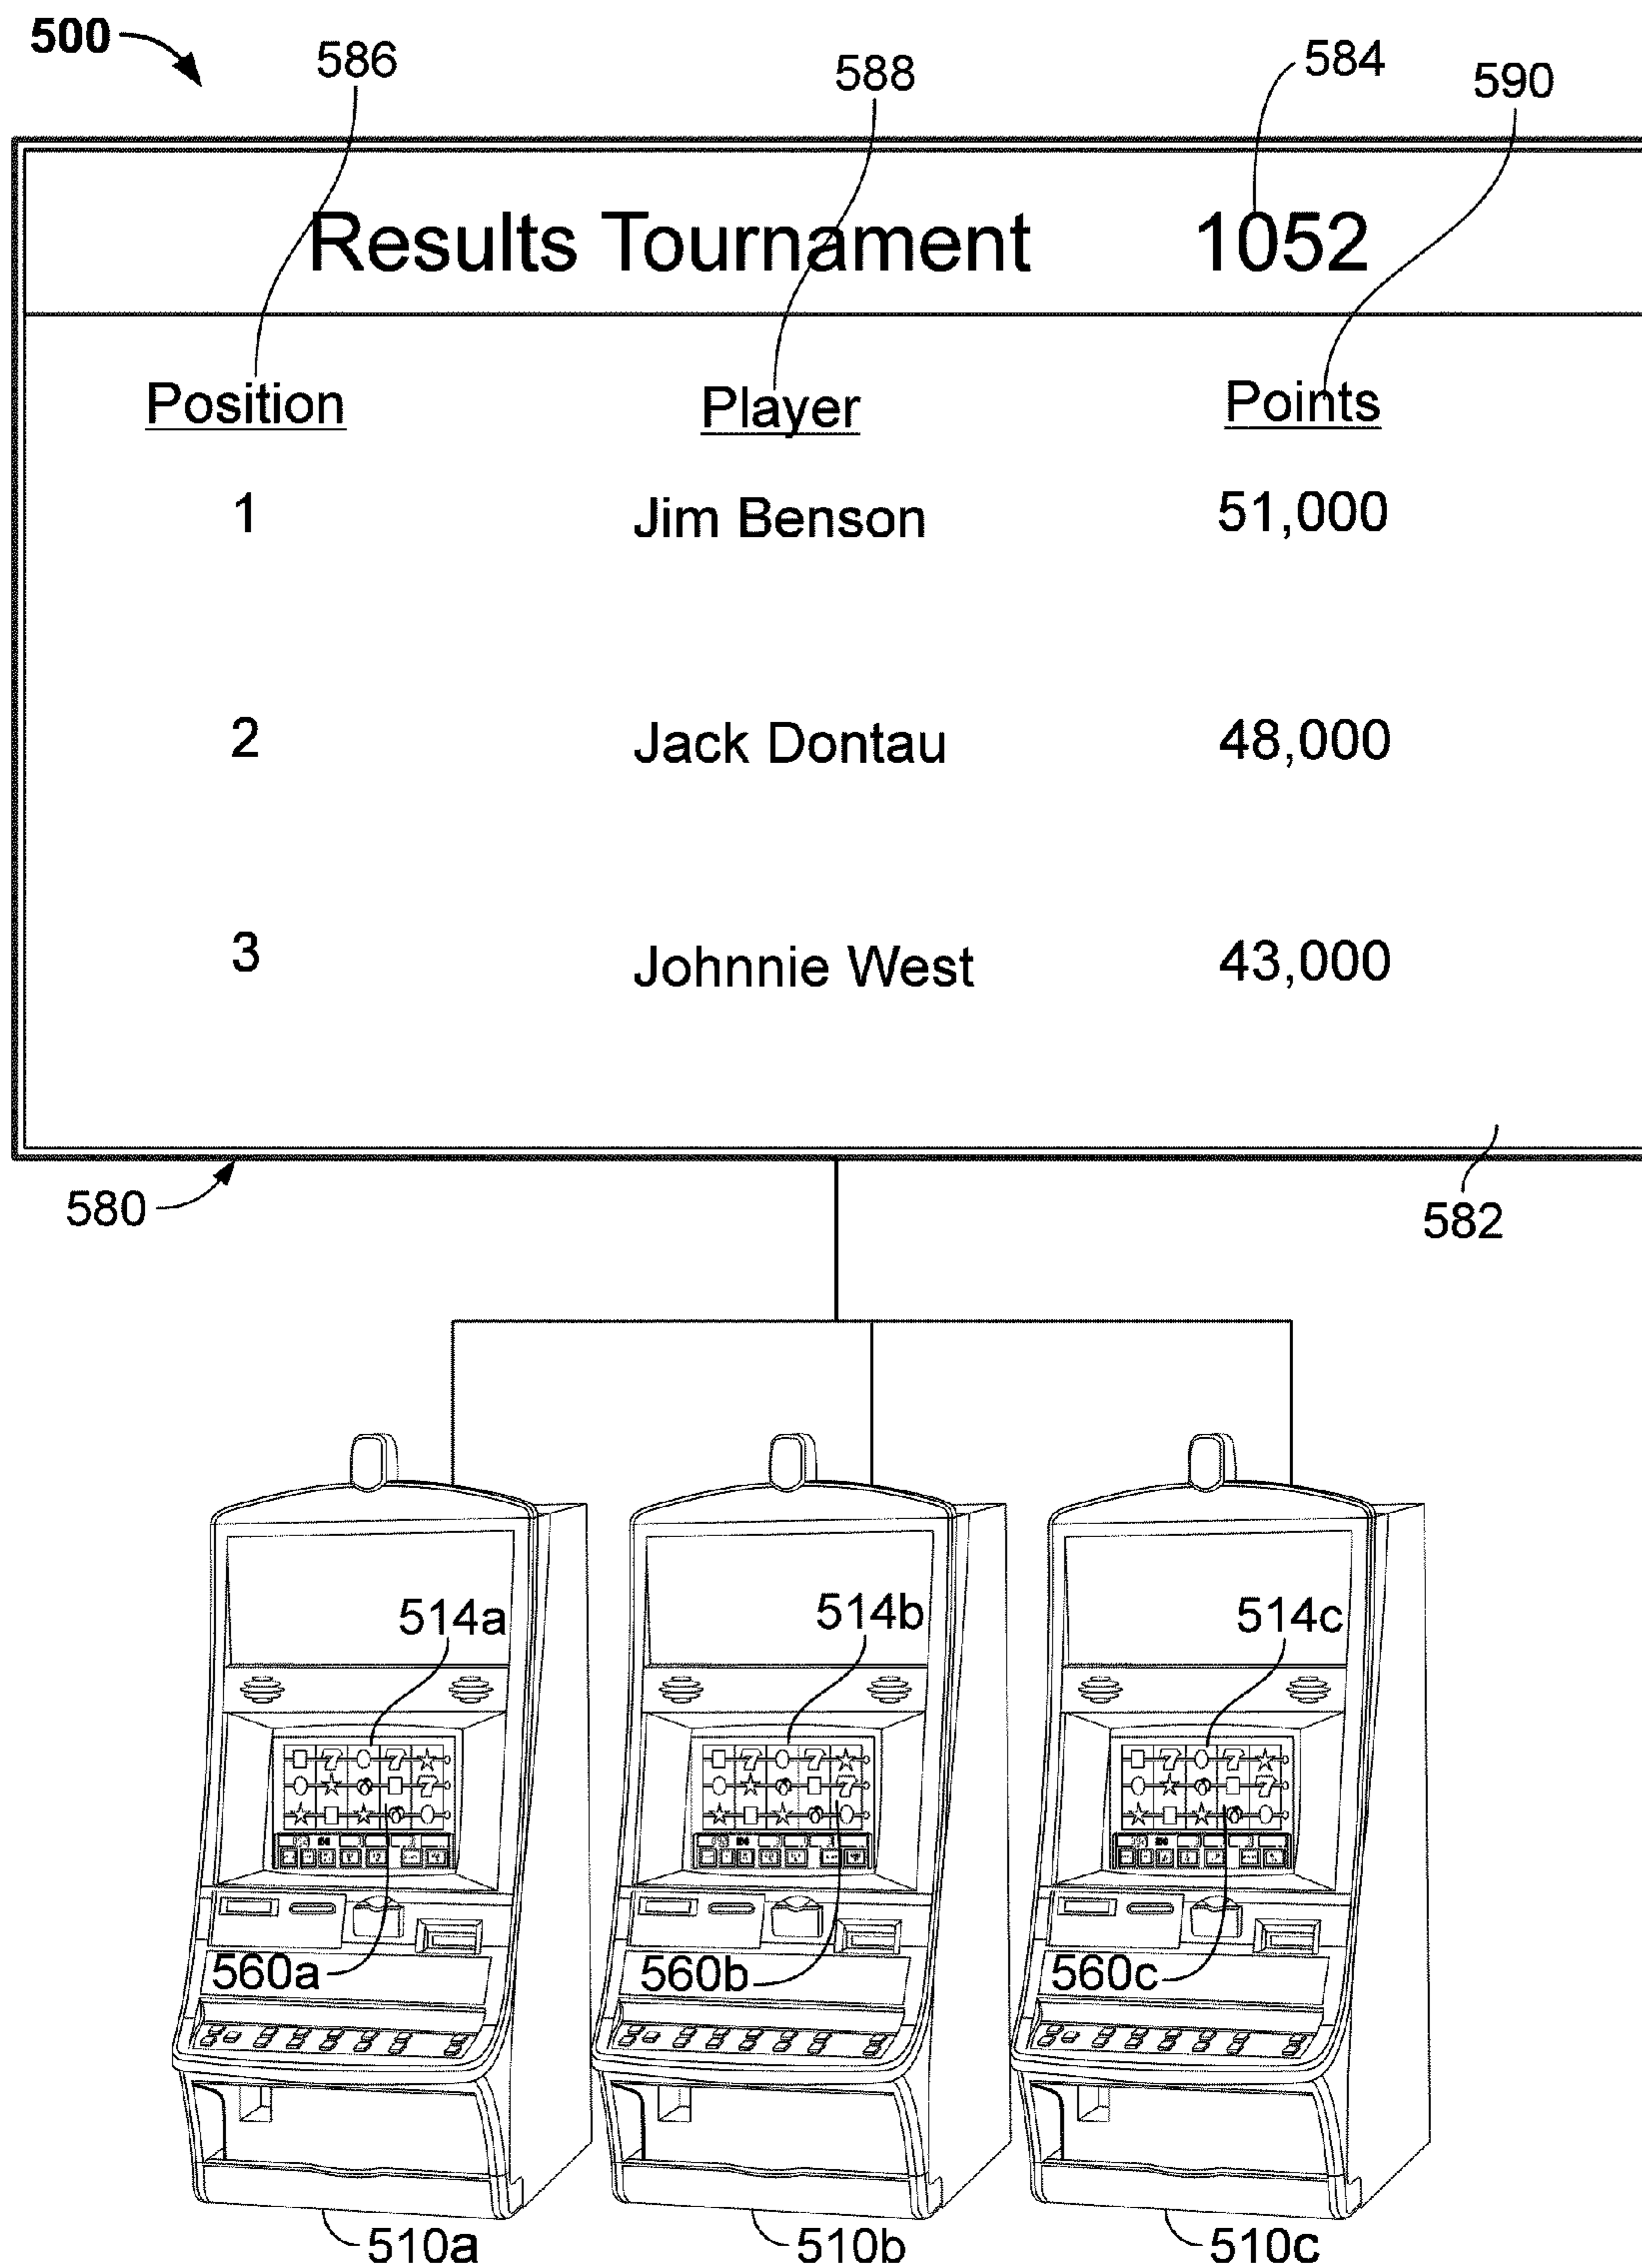 500
586 588 584 590
Results Tournament 1052
Position Player Points
1 Jim Benson 51,000
2 Jack Dontau 48,000
3 Johnnie West 43,000
580 582
514a 514b 514c
560a 560b 560c
510a 510b 510c